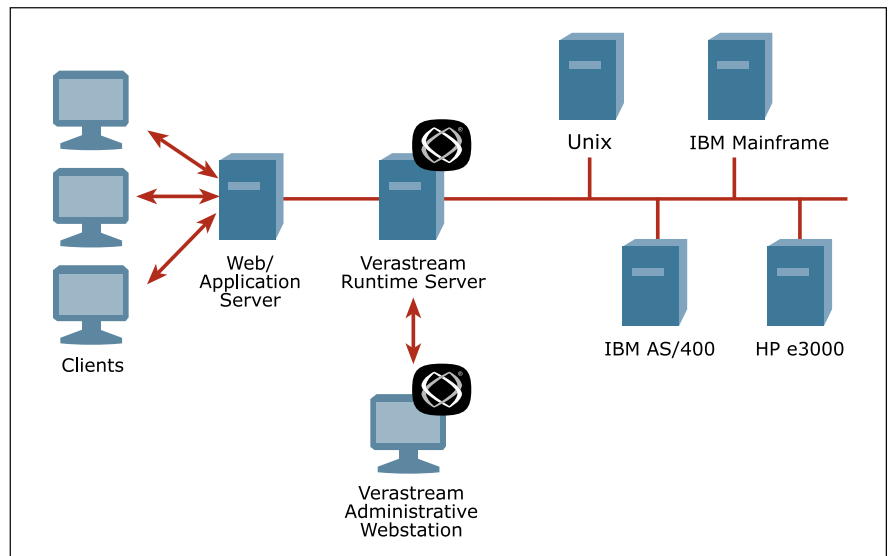 Unix
IBM Mainframe
Web/
Application
Server
Verastream
Runtime Server
IBM AS/400
HP e3000
Clients
®
®
Verastream
Administrative
Webstation